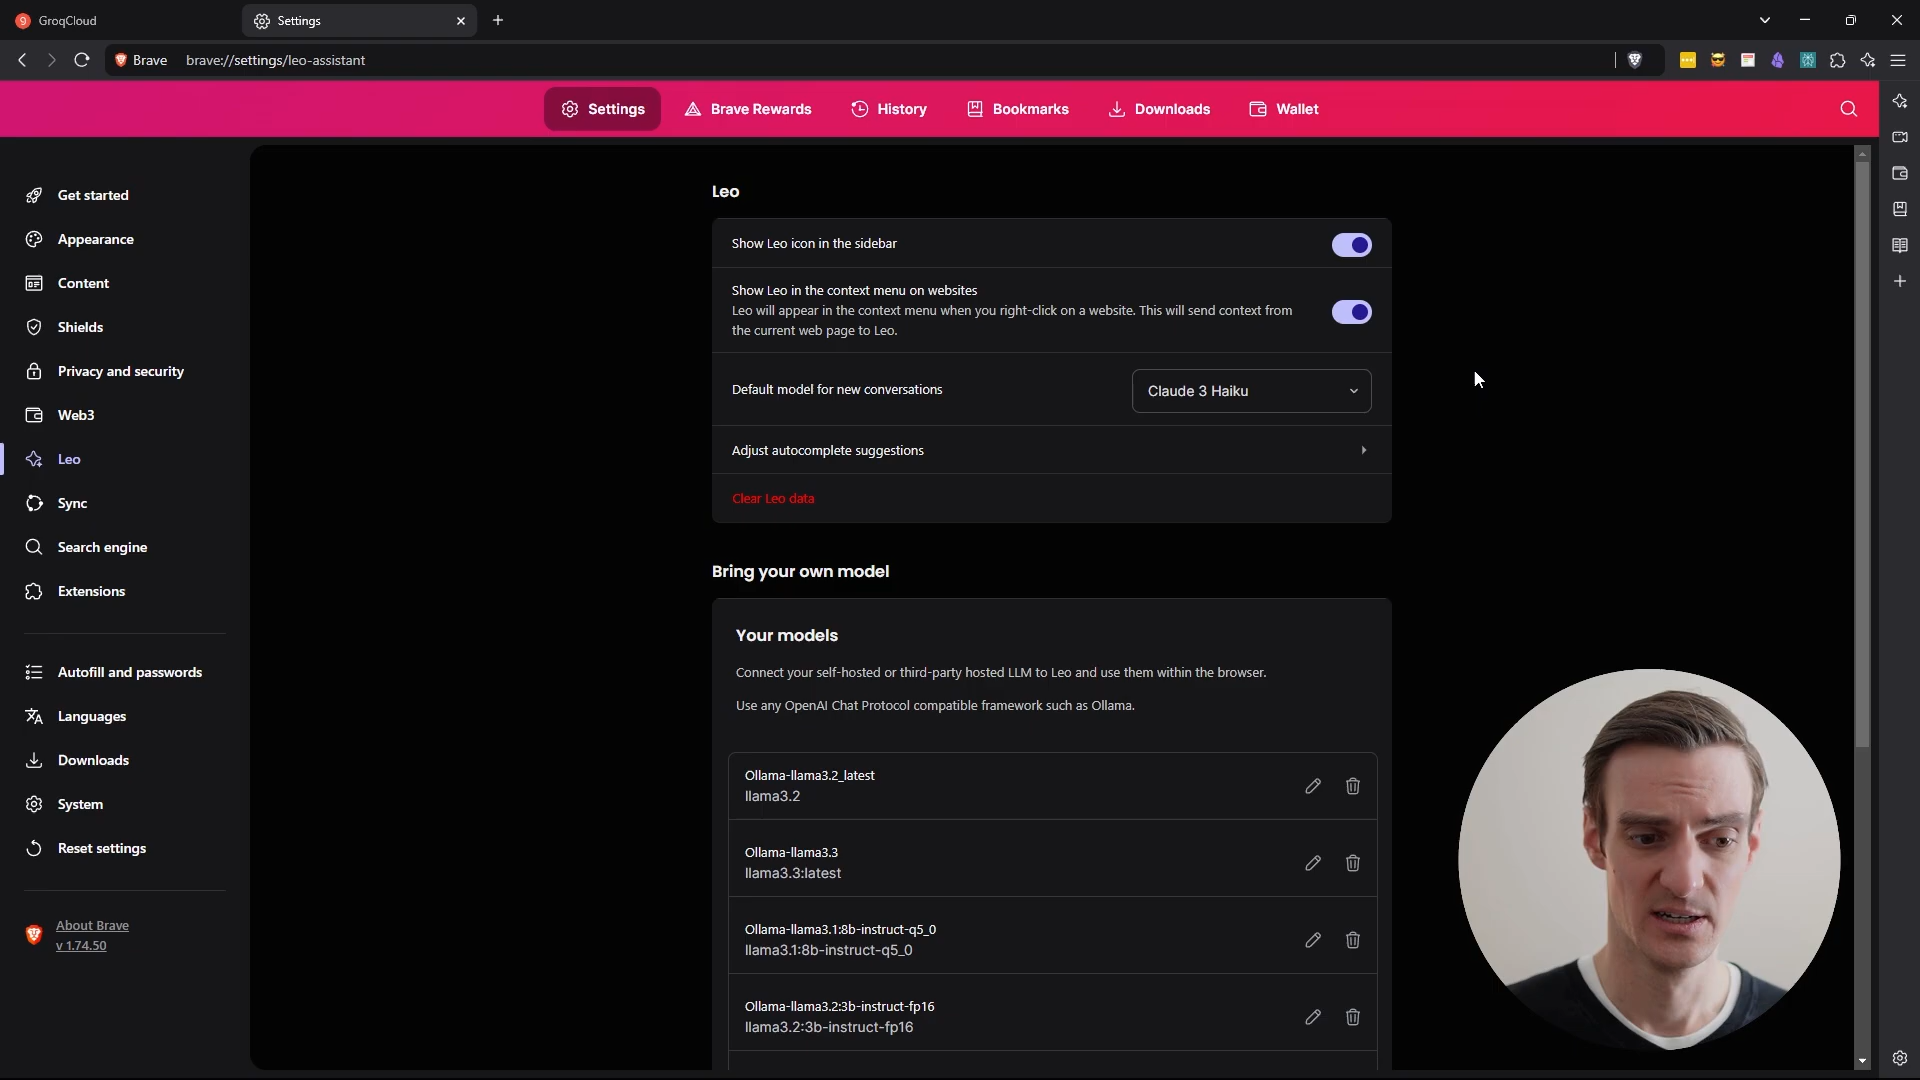 GroqCloud
Settings
Brave
brave://settings/leo-assistant
Settings
Brave Rewards
History
Bookmarks
Downloads
Wallet
Get started
Appearance
Content
Shields
Privacy and security
Web3
Leo
Sync
Search engine
Extensions
Autofill and passwords
Languages
Downloads
System
Reset settings
About Brave
v 1.74.50
Leo
Show Leo icon in the sidebar
Show Leo in the context menu on websites
Leo will appear in the context menu when you right-click on a website. This will send context from
the current web page to Leo.
Default model for new conversations
Claude 3 Haiku
Adjust autocomplete suggestions
Clear Leo data
Bring your own model
Your models
Connect your self-hosted or third-party hosted LLM to Leo and use them within the browser.
Use any OpenAI Chat Protocol compatible framework such as Ollama.
Ollama-llama3.2_latest
llama3.2
Ollama-llama3.3
llama3.3:latest
Ollama-llama3.1:8b-instruct-q5_0
llama3.1:8b-instruct-q5_0
Ollama-llama3.2:3b-instruct-fp16
llama3.2:3b-instruct-fp16